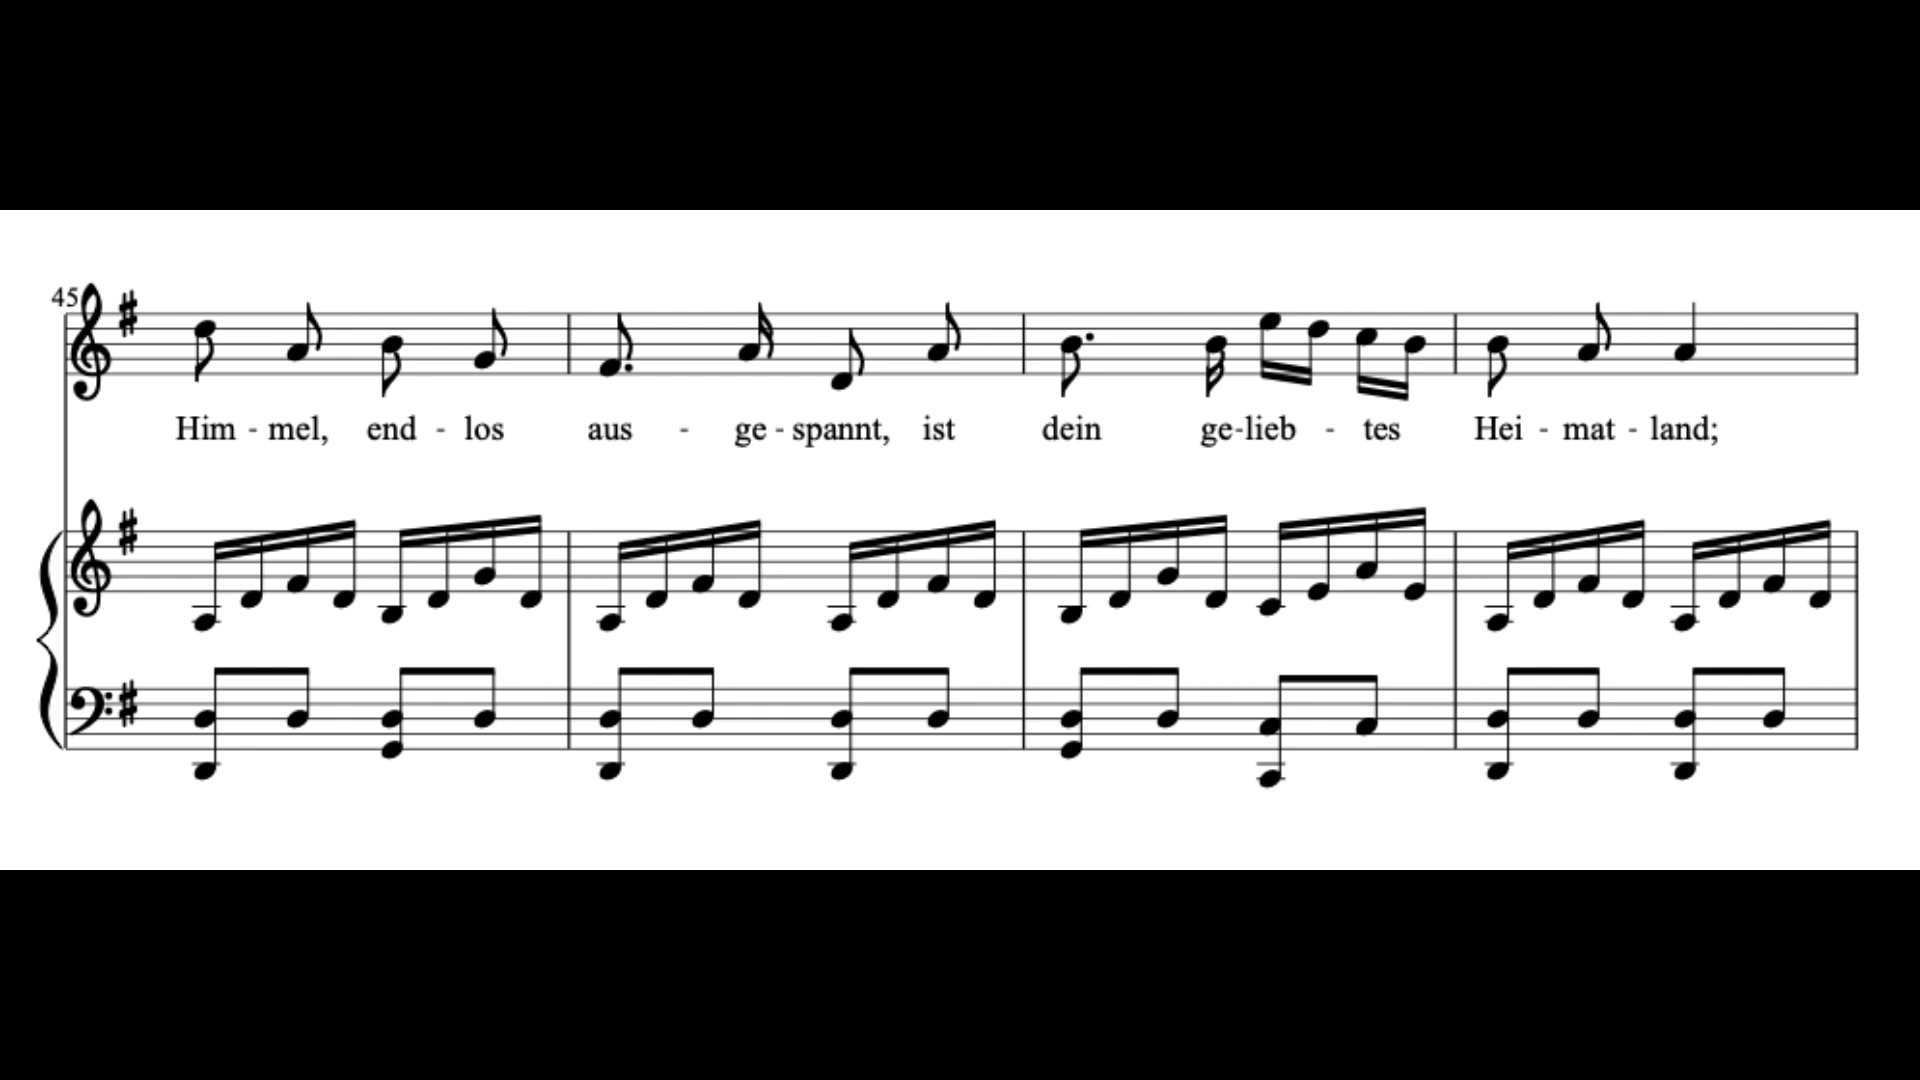 45
Him - mel, end - los aus - ge - spannt, ist dein ge-lieb - tes Hei - mat - land;